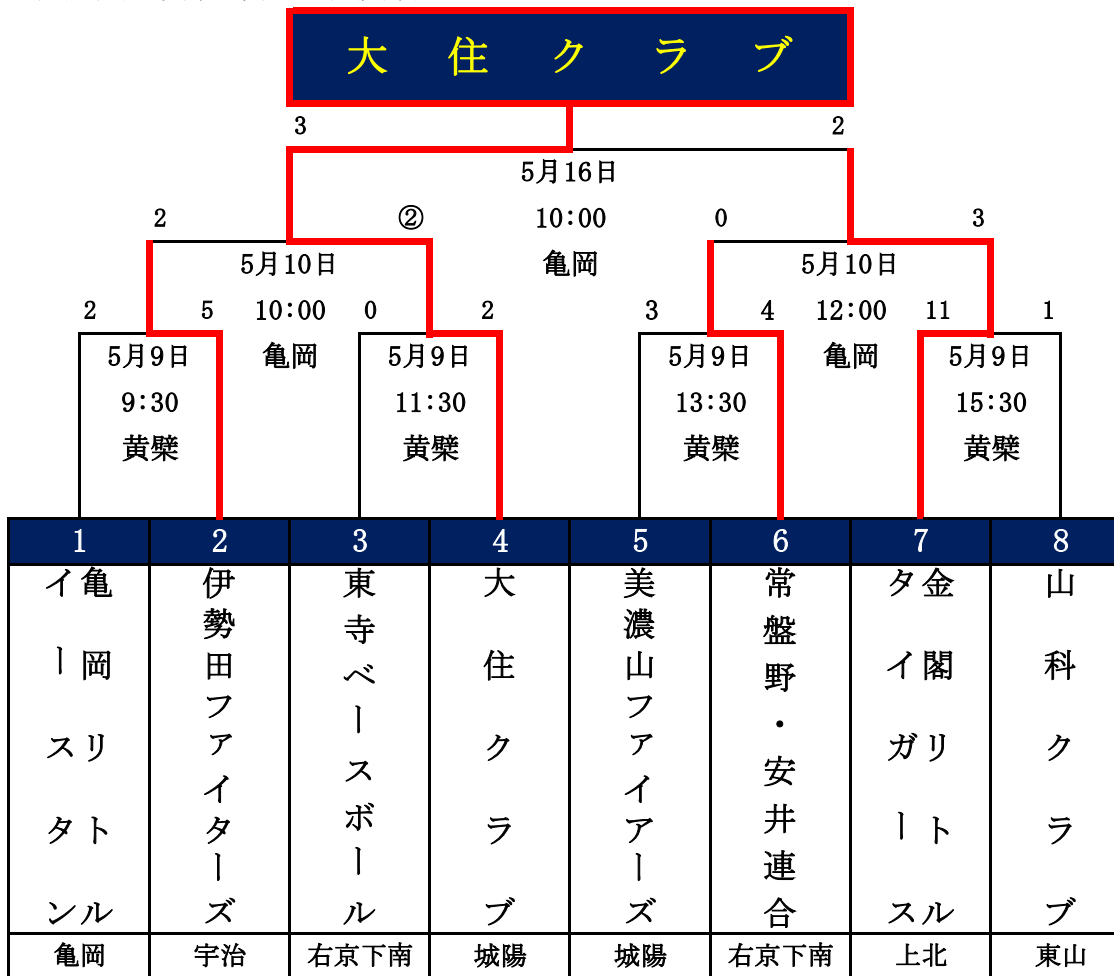 大住クラブ
3 2
5月16日
2 ② 10:00 0 3
5月10日 亀岡 5月10日
2 5 10:00 0 2 3 4 12:00 11 1
5月9日 亀岡 5月9日 5月9日 亀岡 5月9日
9:30 11:30 13:30 15:30
黄檗 黄檗 黄檗 黄檗
1 2 3 4 5 6 7 8
亀岡リトル
イースタン
伊勢田ファイターズ
東寺ベースボール
大住クラブ
美濃山ファイアーズ
常盤野・安井連合
金閣リトル
タイガース
山科クラブ
亀岡 宇治 右京下南 城陽 城陽 右京下南 上北 東山